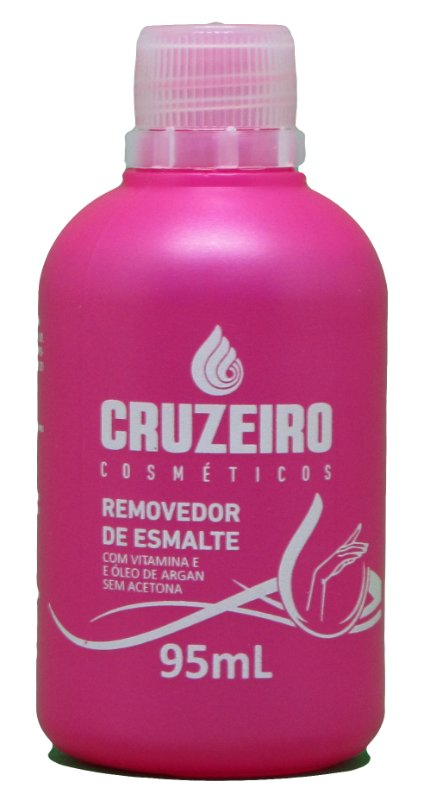 CRUZEIRO
COSMÉTICOS
REMOVEDOR
DE ESMALTE
COM VITAMINA E
E ÓLEO DE ARGAN
SEM ACETONA
95mL